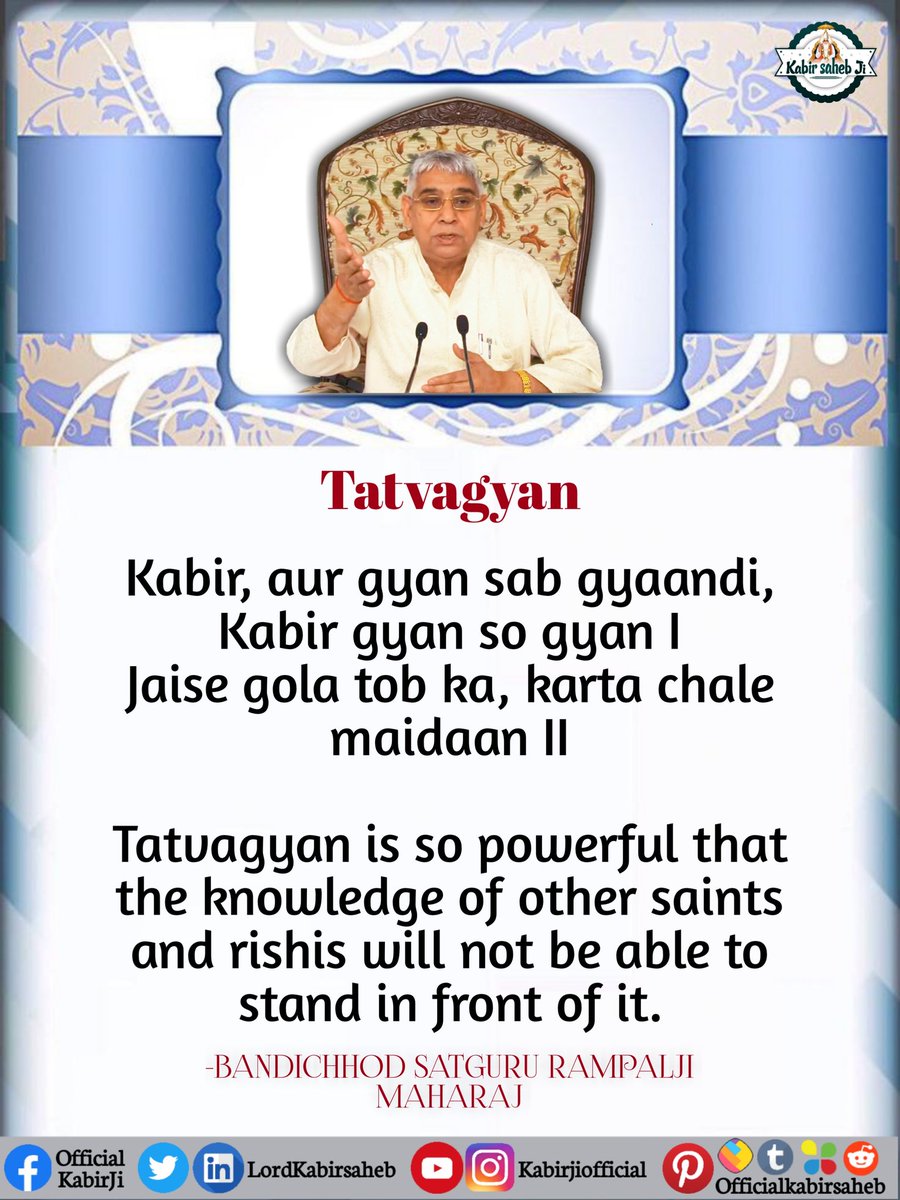 Kabir saheb Ji
Tatvagyan
Kabir, aur gyan sab gyaandi,
Kabir gyan so gyan I
Jaise gola tob ka, karta chale
maidaan II
Tatvagyan is so powerful that
the knowledge of other saints
and rishis will not be able to
stand in front of it.
-BANDICHHOD SATGURU RAMPALJI
MAHARAJ
Official
KabirJi
LordKabirsaheb
Kabirjiofficial
Officialkabirsaheb